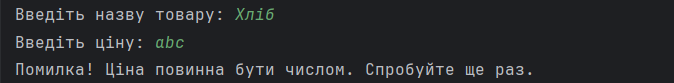 Введіть назву товару: Хліб
Введіть ціну: abc
Помилка! Ціна повинна бути числом. Спробуйте ще раз.